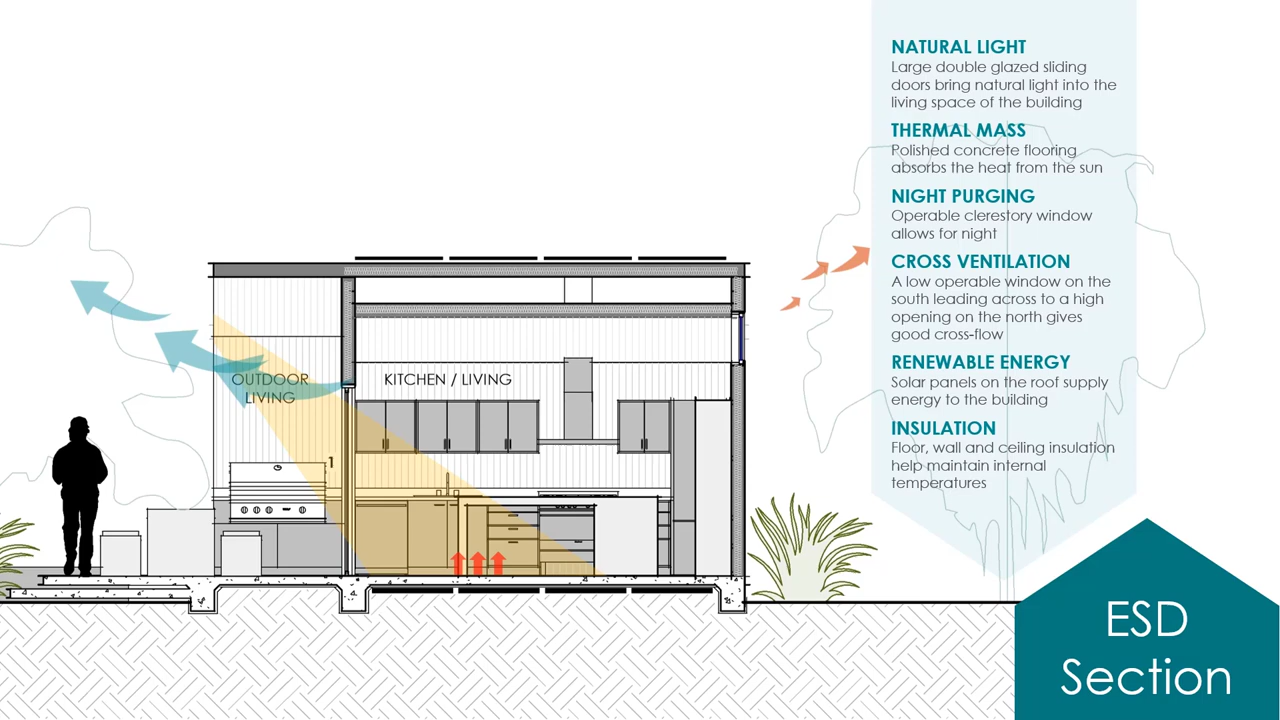 NATURAL LIGHT
Large double glazed sliding
doors bring natural light into the
living space of the building
THERMAL MASS
Polished concrete flooring
absorbs the heat from the sun
NIGHT PURGING
Operable clerestory window
allows for night
CROSS VENTILATION
A low operable window on the
south leading across to a high
opening on the north gives
good cross-flow
RENEWABLE ENERGY
Solar panels on the roof supply
energy to the building
INSULATION
Floor, wall and ceiling insulation
help maintain internal
temperatures
OUTDOOR
LIVING
KITCHEN / LIVING
1
ESD
Section